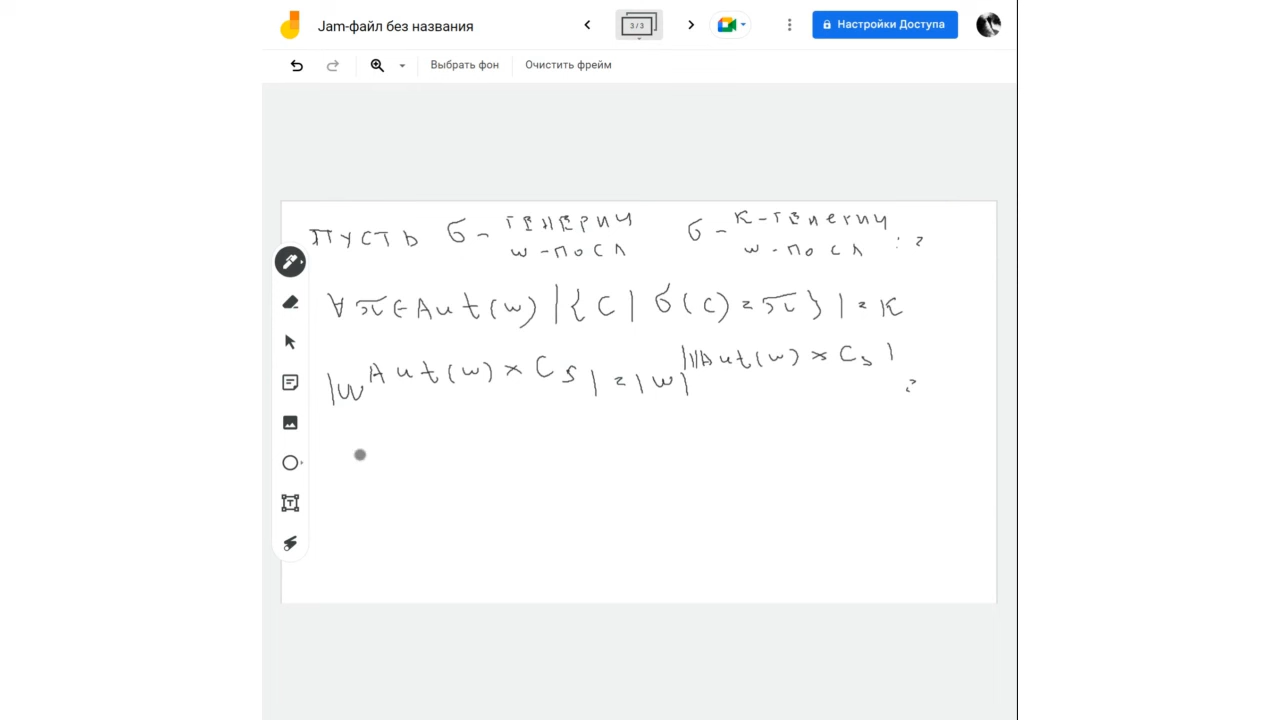 Jam-файл без названия
3/3
Настройки Доступа
Выбрать фон
Очистить фрейм
ПУСТЬ σ - ГЕНЕРИЧ ω-ПОСЛ σ - К-ГЕНЕРИЧ ω-ПОСЛ :
∀ π ∈ Aut(ω) |{C | σ(C) = π}| = K
|ω^Aut(ω) × C_s| = |ω|^|Aut(ω) × C_s|